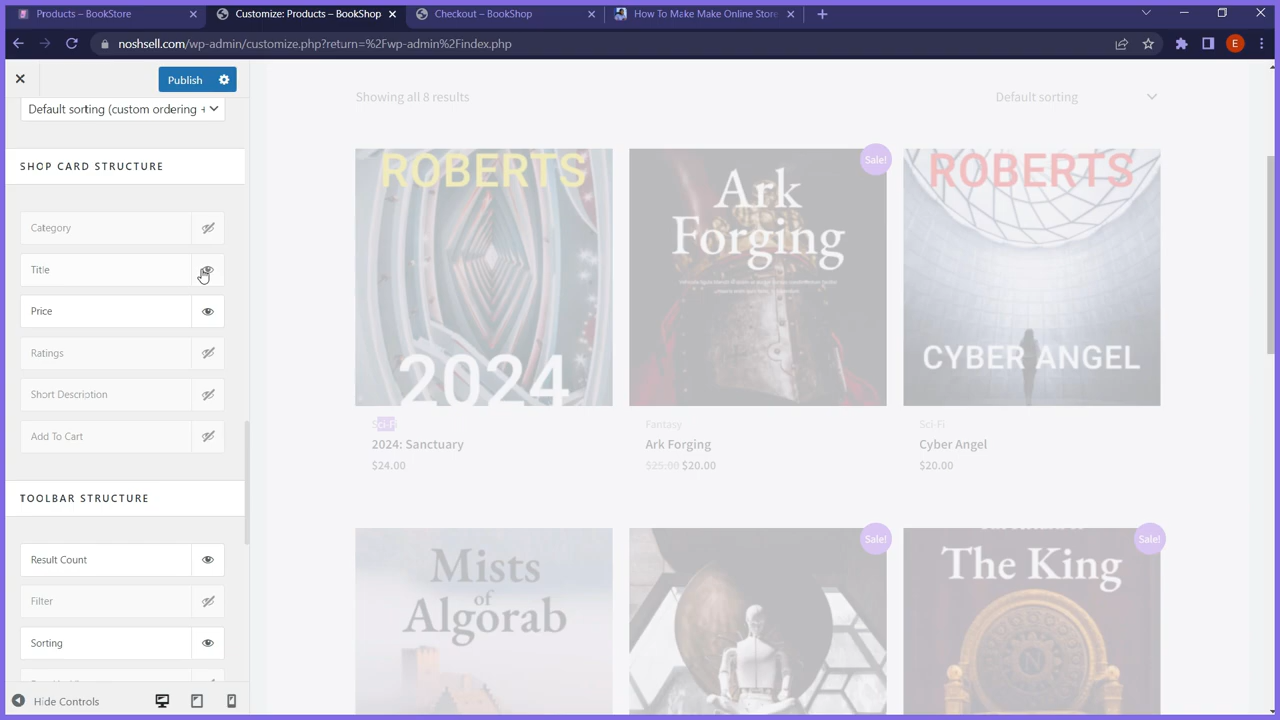 Products – BookStore
Customize: Products – BookShop
Checkout – BookShop
How To Make Make Online Store
noshsell.com/wp-admin/customize.php?return=%2Fwp-admin%2Findex.php
E
Publish
Default sorting (custom ordering +
SHOP CARD STRUCTURE
Category
Title
Price
Ratings
Short Description
Add To Cart
TOOLBAR STRUCTURE
Result Count
Filter
Sorting
Hide Controls
Showing all 8 results
Default sorting
ROBERTS
2024
Sale!
Ark
Forging
ROBERTS
CYBER ANGEL
Sci-Fi
2024: Sanctuary
$24.00
Fantasy
Ark Forging
$25.00 $20.00
Sci-Fi
Cyber Angel
$20.00
Mists
of
Algorab
Sale!
Sale!
The King